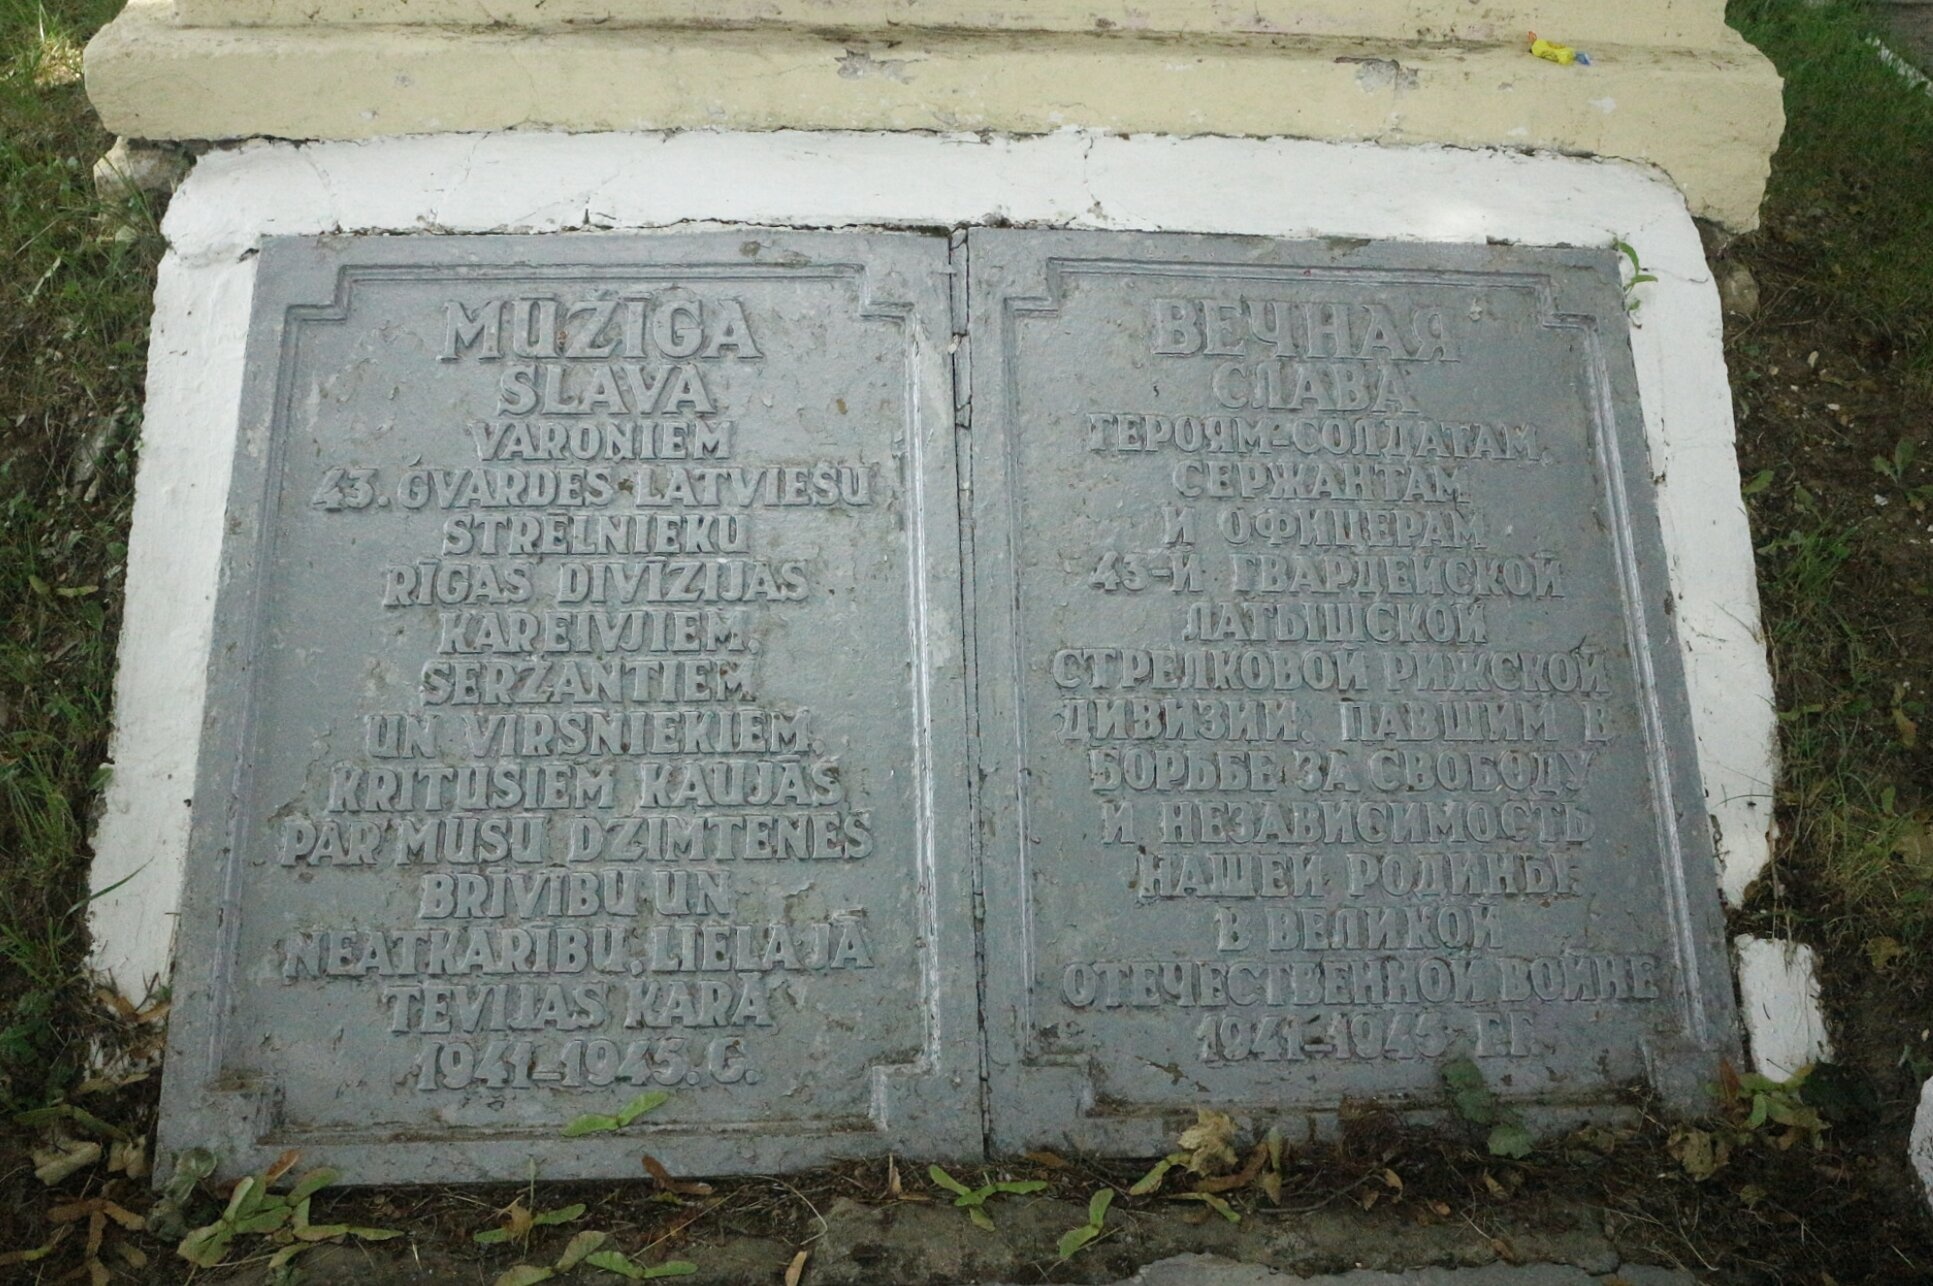 MŪŽĪGA
SLAVA
VAROŅIEM
43. GVARDES LATVIEŠU
STRĒLNIEKU
RĪGAS DIVĪZIJAS
KAREIVJIEM,
SERŽANTIEM
UN VIRSNIEKIEM,
KRITUŠIEM KAUJĀS
PAR MŪSU DZIMTENES
BRĪVĪBU UN
NEATKARĪBU, LIELAJĀ
TĒVIJAS KARĀ
1941–1945. G.
ВЕЧНАЯ
СЛАВА
ГЕРОЯМ-СОЛДАТАМ,
СЕРЖАНТАМ
И ОФИЦЕРАМ
43-Й ГВАРДЕЙСКОЙ
ЛАТЫШСКОЙ
СТРЕЛКОВОЙ РИЖСКОЙ
ДИВИЗИИ, ПАВШИМ В
БОРЬБЕ ЗА СВОБОДУ
И НЕЗАВИСИМОСТЬ
НАШЕЙ РОДИНЫ
В ВЕЛИКОЙ
ОТЕЧЕСТВЕННОЙ ВОЙНЕ
1941–1945 Г.Г.